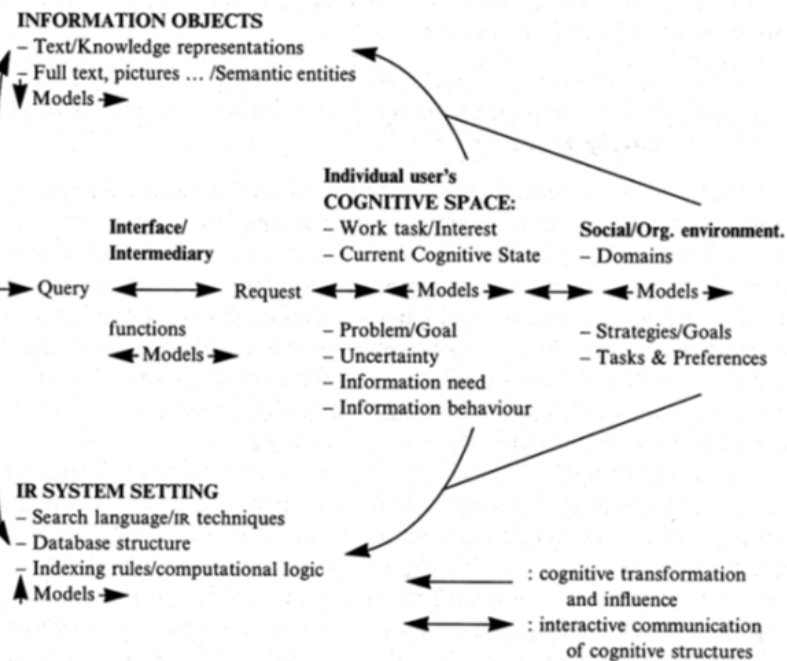 INFORMATION OBJECTS
– Text/Knowledge representations
– Full text, pictures ... /Semantic entities
Models
Individual user's
COGNITIVE SPACE:
– Work task/Interest
– Current Cognitive State
Interface/
Intermediary
Social/Org. environment.
– Domains
Query
Request
Models
Models
functions
Models
– Problem/Goal
– Uncertainty
– Information need
– Information behaviour
– Strategies/Goals
– Tasks & Preferences
IR SYSTEM SETTING
– Search language/IR techniques
– Database structure
– Indexing rules/computational logic
Models
: cognitive transformation
and influence
: interactive communication
of cognitive structures